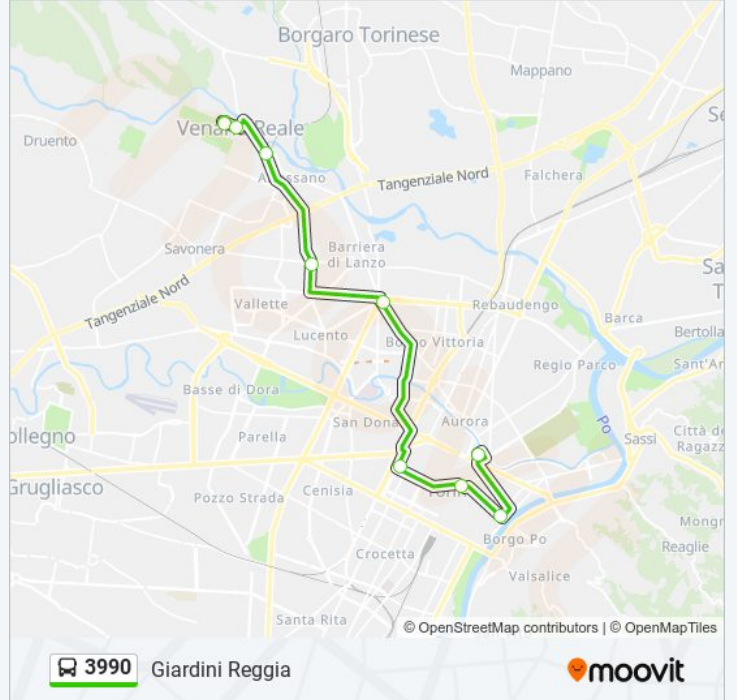 Borgaro Torinese
Mappano
Se
Venaria Reale
Druento
Tangenziale Nord
Falchera
Savonera
Barriera
di Lanzo
Sa
T
Tangenziale Nord
Vallette
Rebaudengo
Barca
Lucento
Borgo Vittoria
Bertolla
Regio Parco
Sant'Ar
Basse di Dora
Po
San Dona
Aurora
Città de
Ragazz
ollegno
Parella
Sassi
Grugliasco
Pozzo Strada
Cenisia
Torino
Mongr
Borgo Po
Reaglie
Crocetta
Valsalice
Santa Rita
© OpenStreetMap contributors | © OpenMapTiles
3990 Giardini Reggia
moovit